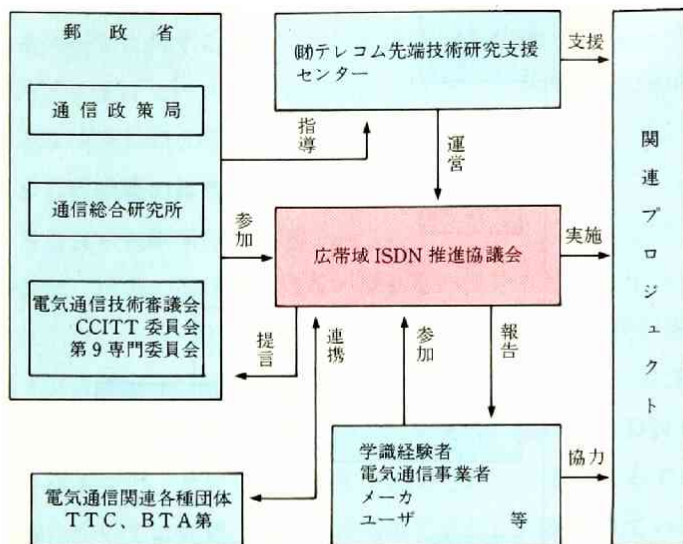 郵政省
通信政策局
通信総合研究所
電気通信技術審議会
CCITT 委員会
第9専門委員会
㈶テレコム先端技術研究支援
センター
支援
指導
運営
参加
広帯域 ISDN 推進協議会
実施
提言
連携
参加
報告
学識経験者
電気通信事業者
メーカ
ユーザ 等
協力
電気通信関連各種団体
TTC、BTA第
関連プロジュクト